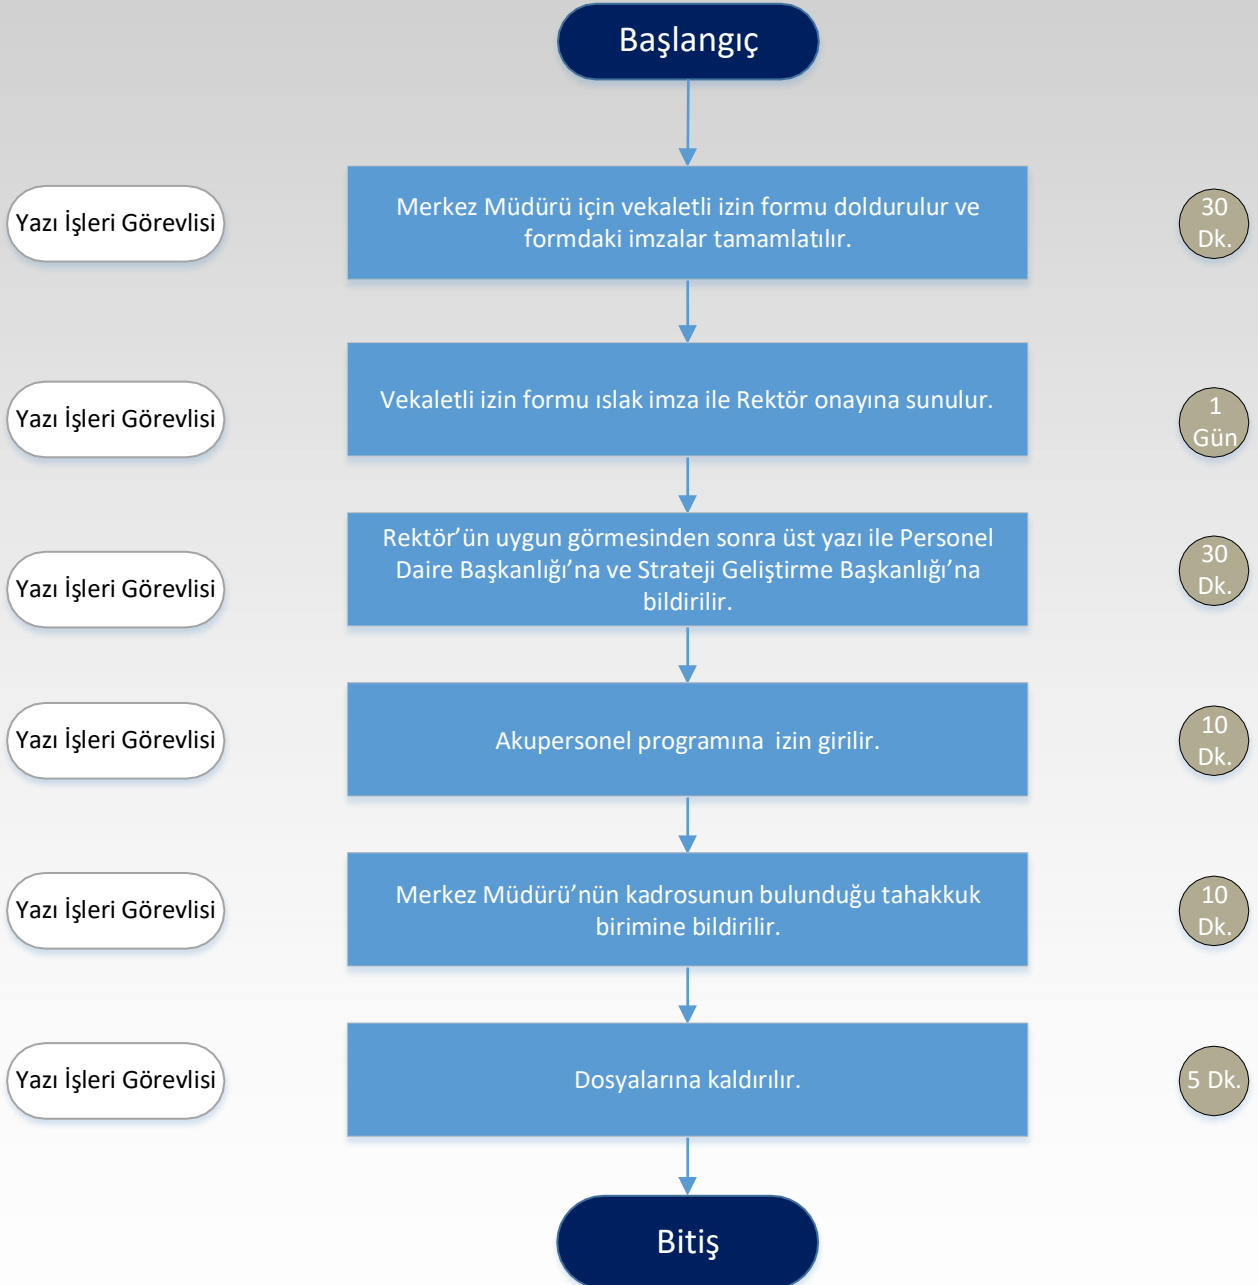 Başlangıç
Yazı İşleri Görevlisi
Merkez Müdürü için vekaletli izin formu doldurulur ve
formdaki imzalar tamamlatılır.
30
Dk.
Yazı İşleri Görevlisi
Vekaletli izin formu ıslak imza ile Rektör onayına sunulur.
1
Gün
Yazı İşleri Görevlisi
Rektör’ün uygun görmesinden sonra üst yazı ile Personel
Daire Başkanlığı’na ve Strateji Geliştirme Başkanlığı’na
bildirilir.
30
Dk.
Yazı İşleri Görevlisi
Akupersonel programına  izin girilir.
10
Dk.
Yazı İşleri Görevlisi
Merkez Müdürü’nün kadrosunun bulunduğu tahakkuk
birimine bildirilir.
10
Dk.
Yazı İşleri Görevlisi
Dosyalarına kaldırılır.
5 Dk.
Bitiş